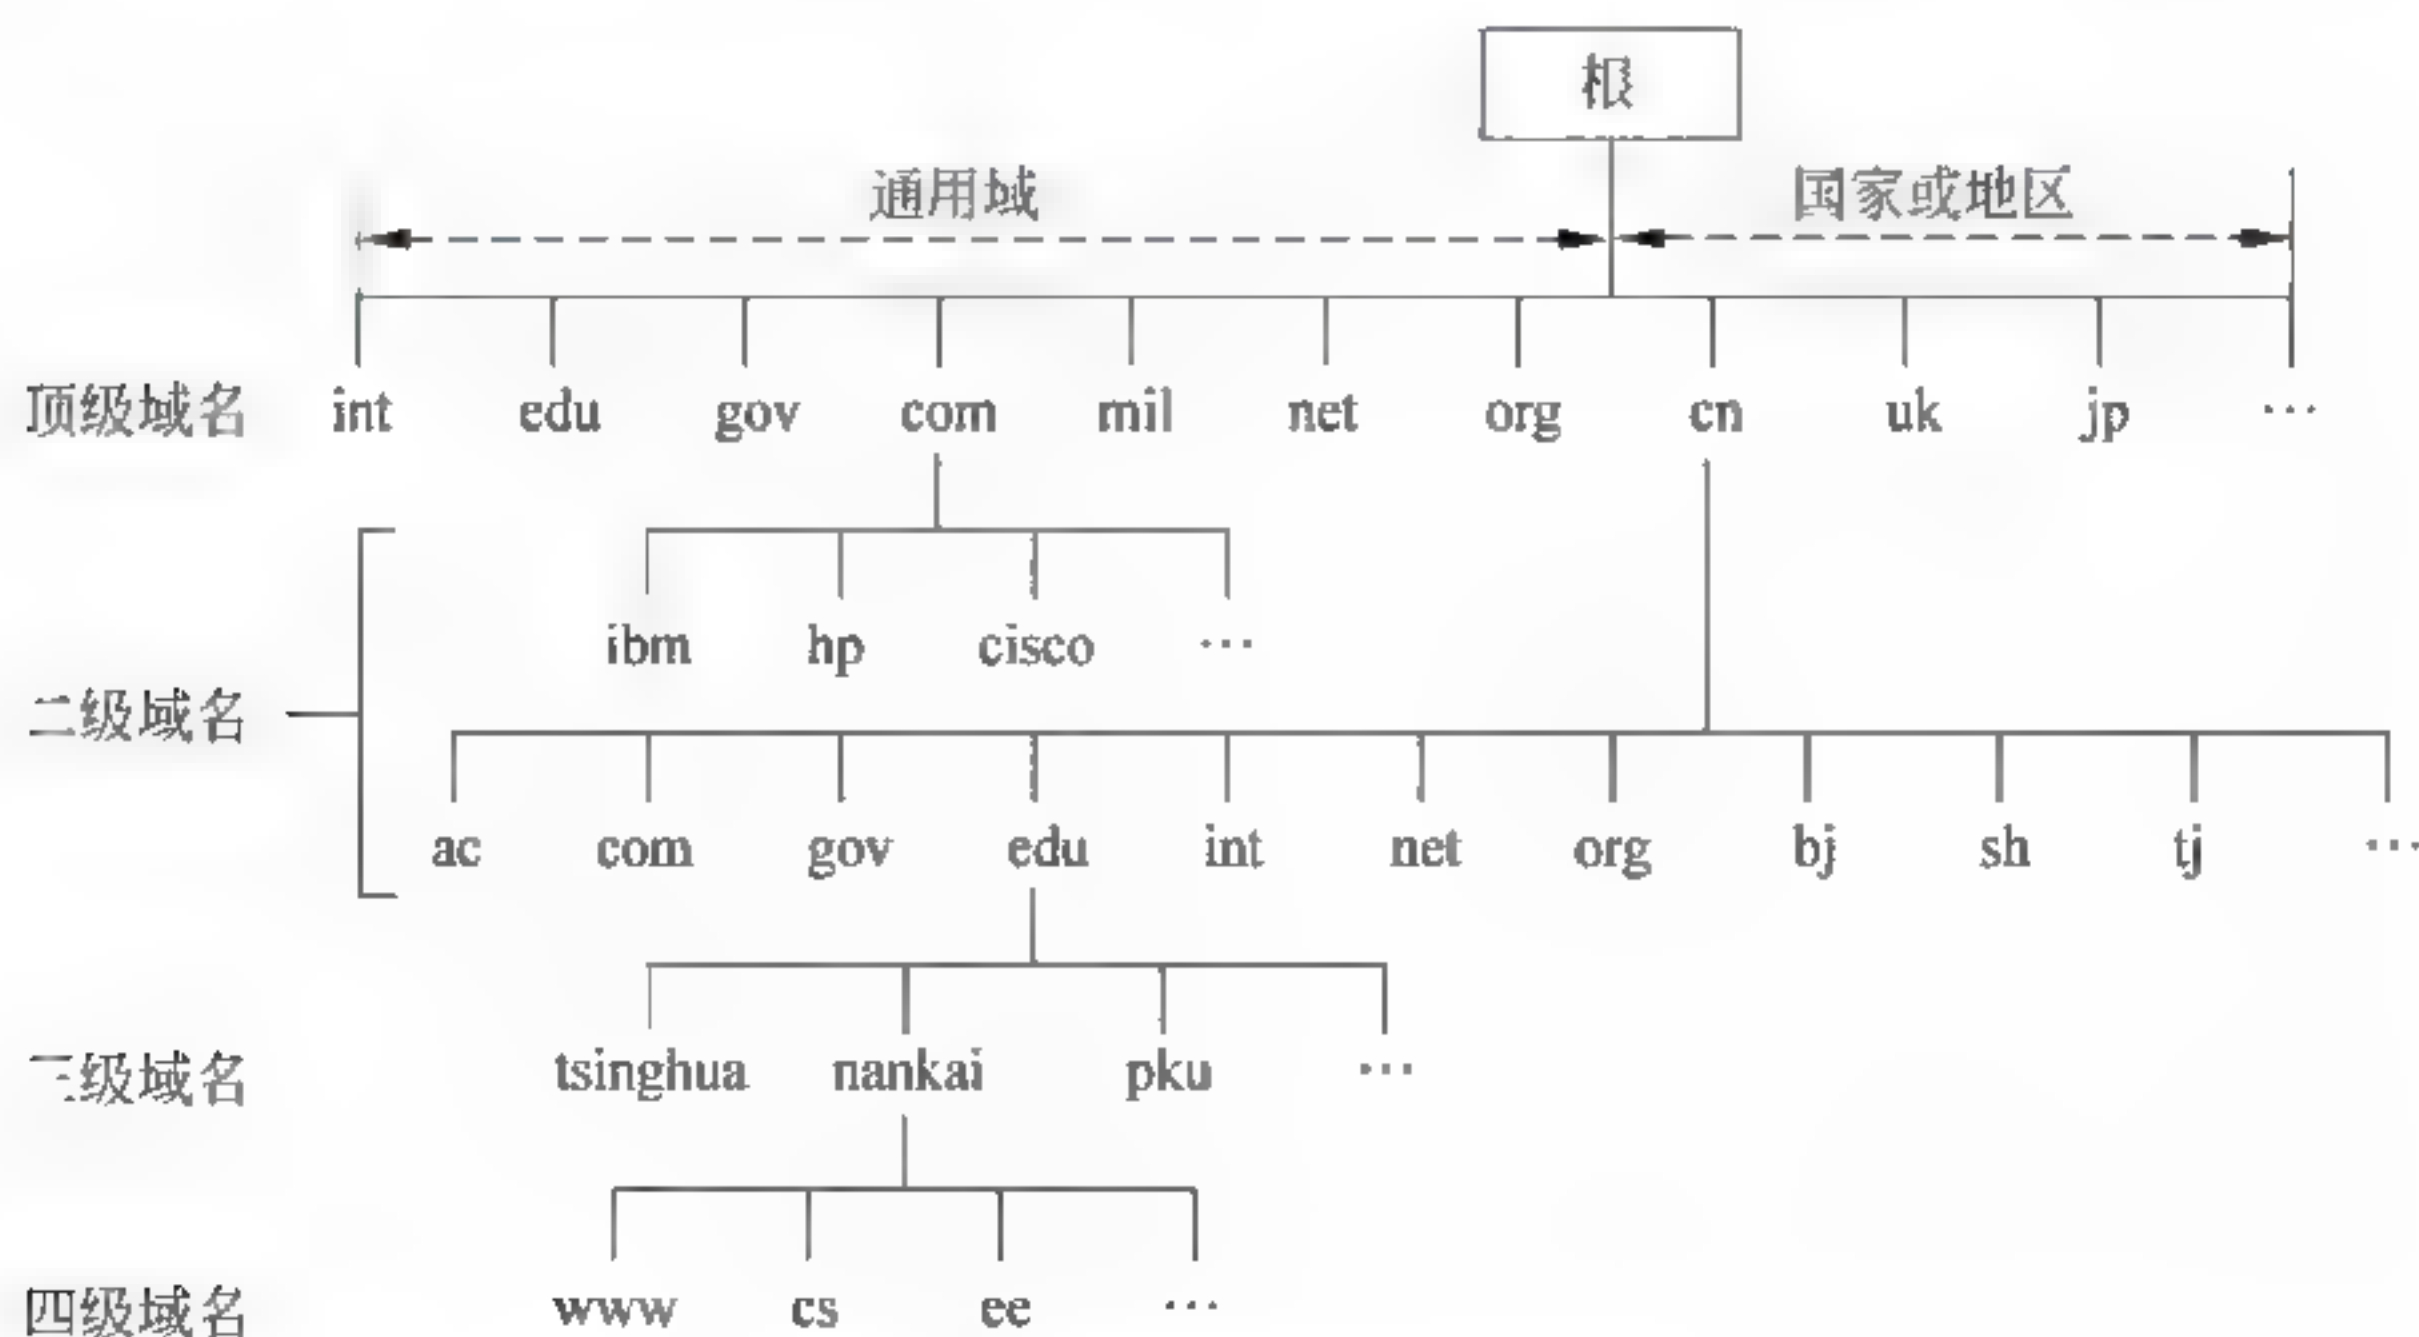 根
通用域 国家或地区
顶级域名 int edu gov com mil net org cn uk jp …
ibm hp cisco …
二级域名
ac com gov edu int net org bj sh tj …
三级域名 tsinghua nankai pku …
四级域名 www cs ee …